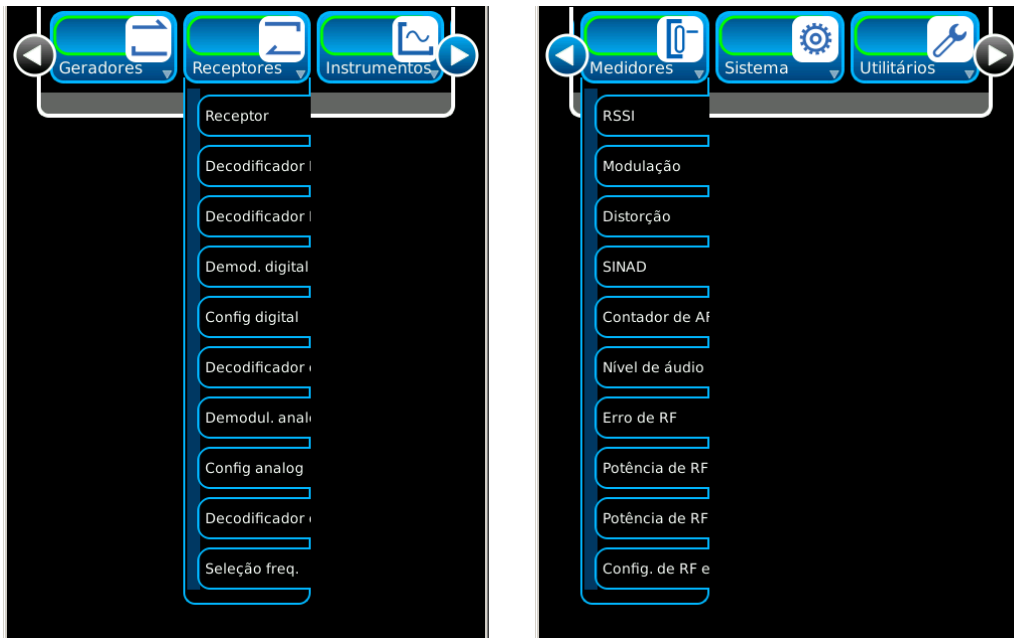 Geradores
Receptores
Instrumentos
Receptor
Decodificador
Decodificador
Demod. digital
Config digital
Decodificador
Demodul.
Config analog
Decodificador
Seleção freq.
Medidores
Sistema
Utilitários
RSSI
Modulação
Distorção
SINAD
Contador de AF
Nível de áudio
Erro de RF
Potência de RF
Potência de RF
Config. de RF e